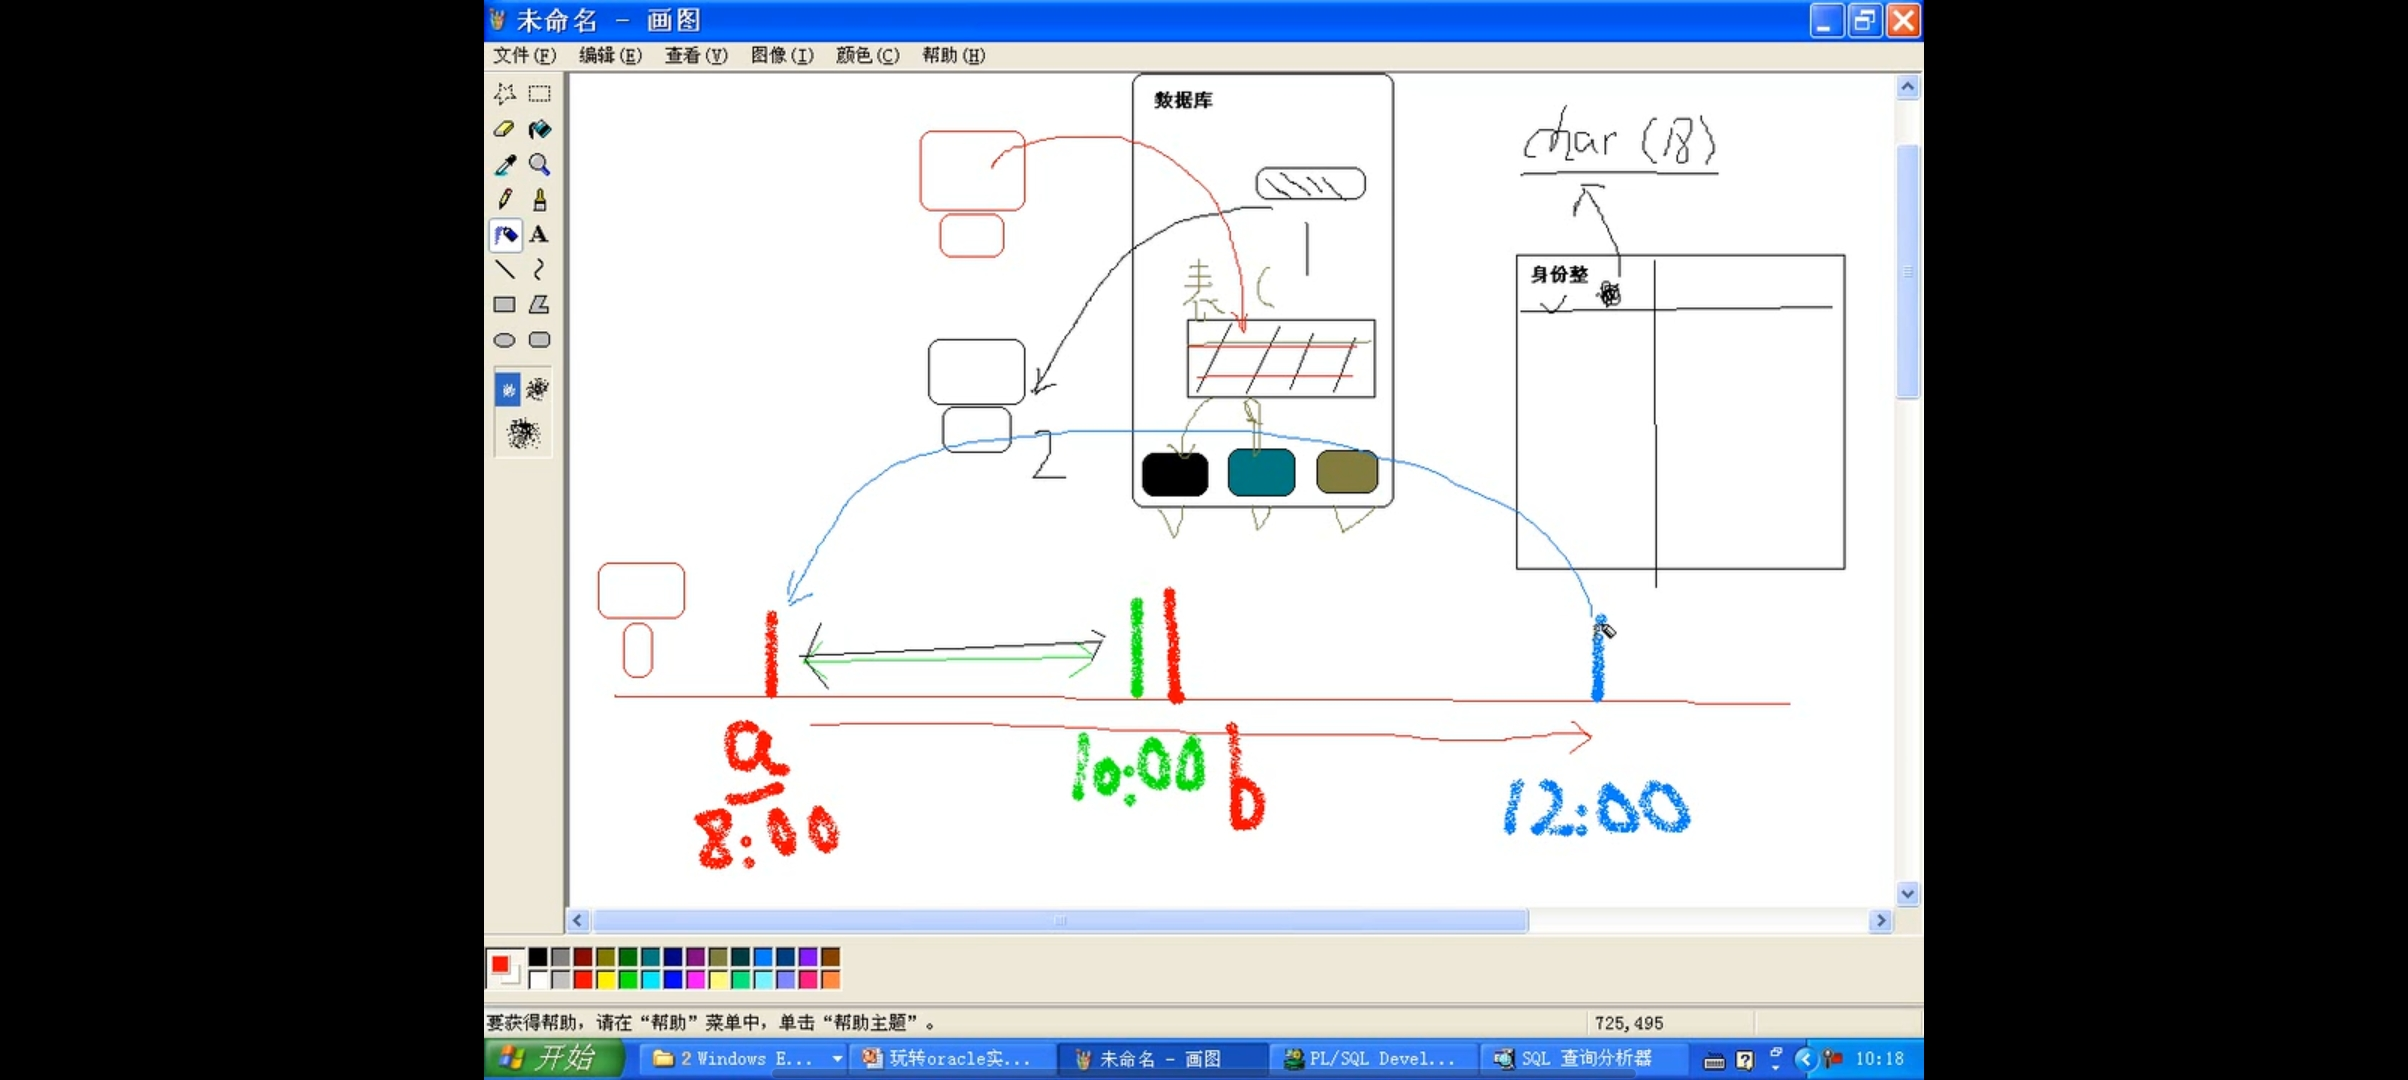 未命名 - 画图
文件(F) 编辑(E) 查看(V) 图像(I) 颜色(C) 帮助(H)
数据库
char (18)
1
表 (
身份整
2
a
8:00
10:00
b
12:00
要获得帮助，请在“帮助”菜单中，单击“帮助主题”。
725,495
开始
2 Windows E...
玩转oracle实...
未命名 - 画图
PL/SQL Devel...
SQL 查询分析器
10:18